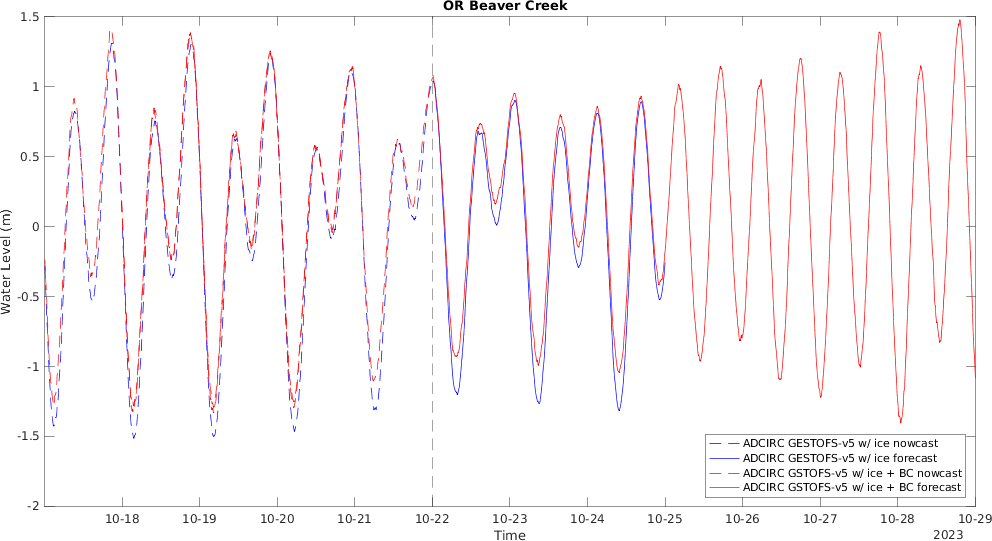 OR Beaver Creek
1.5
1
0.5
0
-0.5
-1
-1.5
-2
Water Level (m)
10-18 10-19 10-20 10-21 10-22 10-23 10-24 10-25 10-26 10-27 10-28 10-29
Time
2023
ADCIRC GESTOFS-v5 w/ ice nowcast
ADCIRC GESTOFS-v5 w/ ice forecast
ADCIRC GSTOFS-v5 w/ ice + BC nowcast
ADCIRC GSTOFS-v5 w/ ice + BC forecast